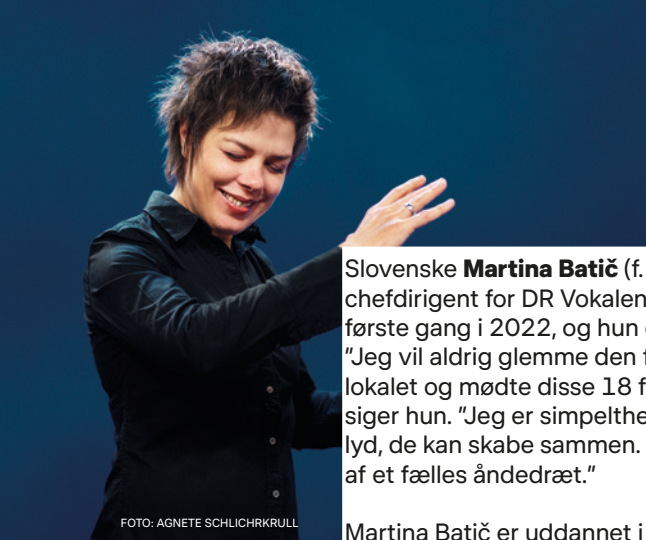 Slovenske Martina Batič (f.
chefdirigent for DR Vokalen
første gang i 2022, og hun
"Jeg vil aldrig glemme den
lokalet og mødte disse 18 f
siger hun. "Jeg er simpelthe
lyd, de kan skabe sammen.
af et fælles åndedræt."
Martina Batič er uddannet i
FOTO: AGNETE SCHLICHRKRULL